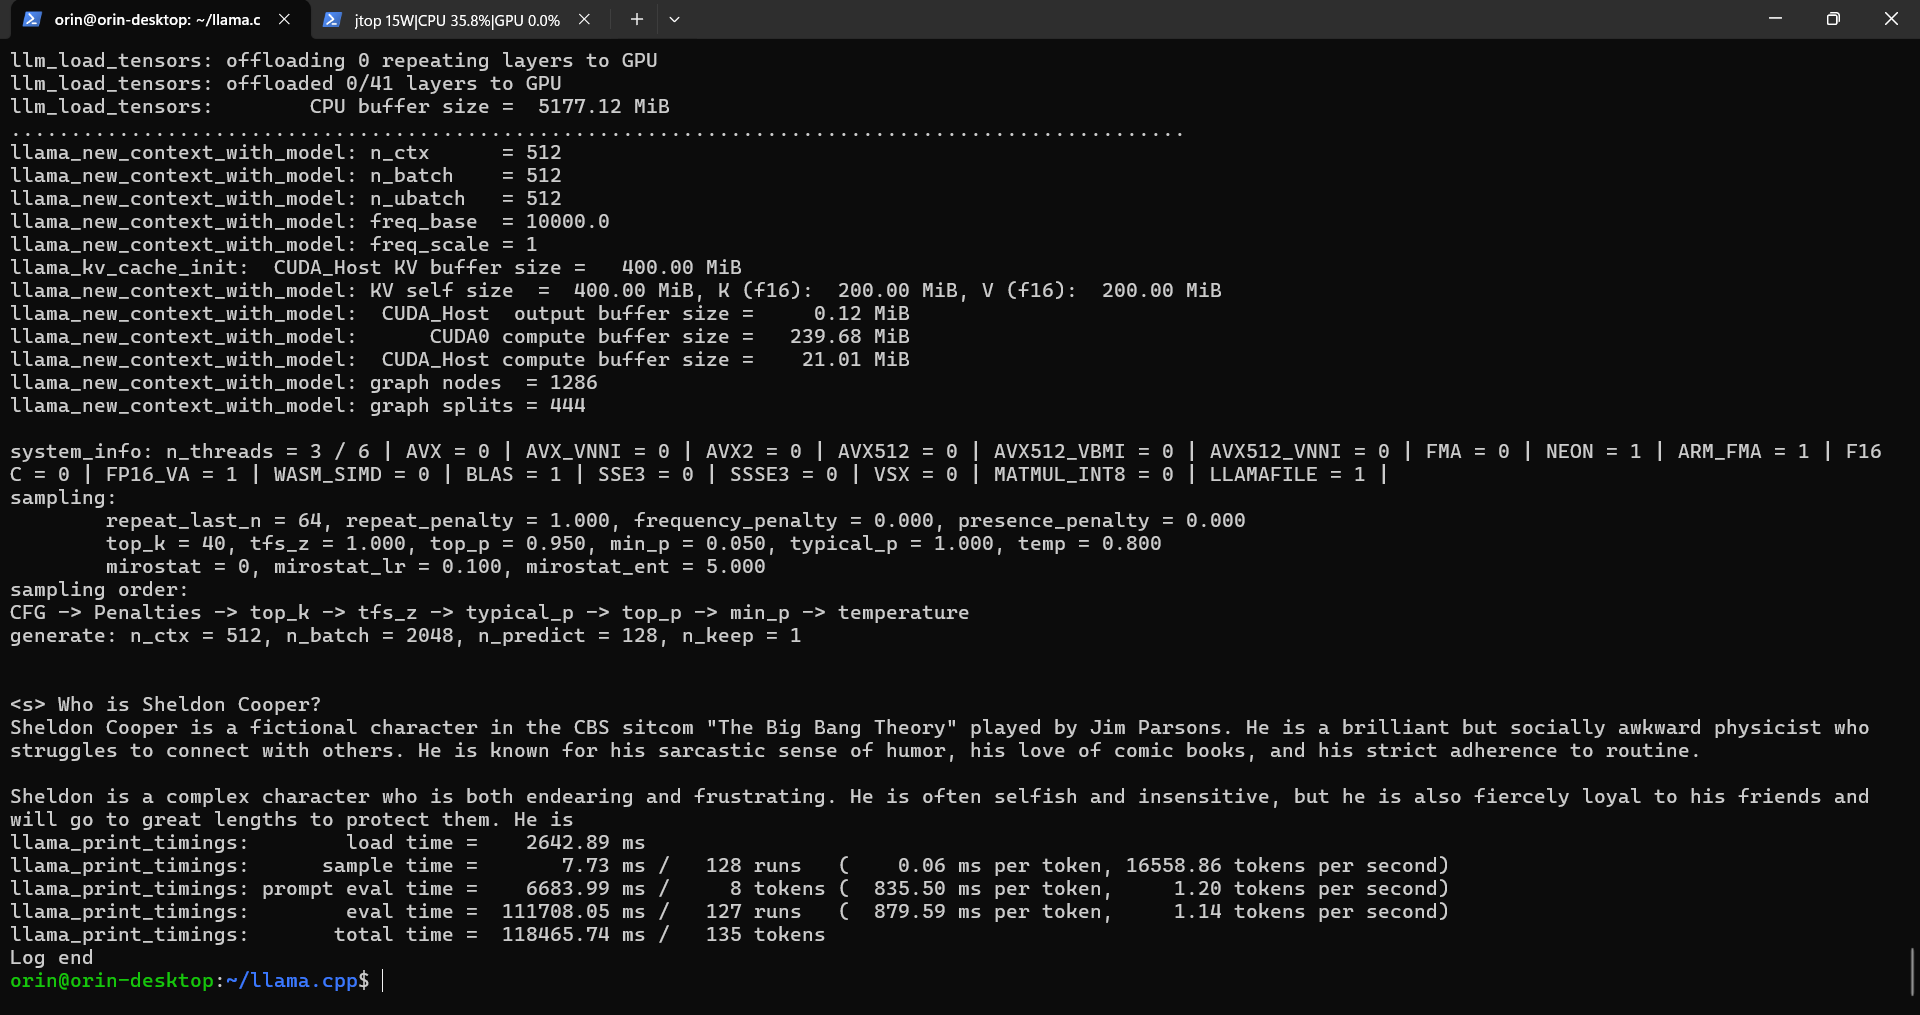 orin@orin-desktop: ~/llama.c
jtop 15W|CPU 35.8%|GPU 0.0%
llm_load_tensors: offloading 0 repeating layers to GPU
llm_load_tensors: offloaded 0/41 layers to GPU
llm_load_tensors:        CPU buffer size =  5177.12 MiB
..................................................................................................
llama_new_context_with_model: n_ctx      = 512
llama_new_context_with_model: n_batch    = 512
llama_new_context_with_model: n_ubatch   = 512
llama_new_context_with_model: freq_base  = 10000.0
llama_new_context_with_model: freq_scale = 1
llama_kv_cache_init:  CUDA_Host KV buffer size =   400.00 MiB
llama_new_context_with_model: KV self size  =  400.00 MiB, K (f16):  200.00 MiB, V (f16):  200.00 MiB
llama_new_context_with_model:  CUDA_Host  output buffer size =     0.12 MiB
llama_new_context_with_model:      CUDA0 compute buffer size =   239.68 MiB
llama_new_context_with_model:  CUDA_Host compute buffer size =    21.01 MiB
llama_new_context_with_model: graph nodes  = 1286
llama_new_context_with_model: graph splits = 444
system_info: n_threads = 3 / 6 | AVX = 0 | AVX_VNNI = 0 | AVX2 = 0 | AVX512 = 0 | AVX512_VBMI = 0 | AVX512_VNNI = 0 | FMA = 0 | NEON = 1 | ARM_FMA = 1 | F16
C = 0 | FP16_VA = 1 | WASM_SIMD = 0 | BLAS = 1 | SSE3 = 0 | SSSE3 = 0 | VSX = 0 | MATMUL_INT8 = 0 | LLAMAFILE = 1 |
sampling:
        repeat_last_n = 64, repeat_penalty = 1.000, frequency_penalty = 0.000, presence_penalty = 0.000
        top_k = 40, tfs_z = 1.000, top_p = 0.950, min_p = 0.050, typical_p = 1.000, temp = 0.800
        mirostat = 0, mirostat_lr = 0.100, mirostat_ent = 5.000
sampling order:
CFG -> Penalties -> top_k -> tfs_z -> typical_p -> top_p -> min_p -> temperature
generate: n_ctx = 512, n_batch = 2048, n_predict = 128, n_keep = 1
<s> Who is Sheldon Cooper?
Sheldon Cooper is a fictional character in the CBS sitcom "The Big Bang Theory" played by Jim Parsons. He is a brilliant but socially awkward physicist who
struggles to connect with others. He is known for his sarcastic sense of humor, his love of comic books, and his strict adherence to routine.
Sheldon is a complex character who is both endearing and frustrating. He is often selfish and insensitive, but he is also fiercely loyal to his friends and
will go to great lengths to protect them. He is
llama_print_timings:        load time =    2642.89 ms
llama_print_timings:      sample time =       7.73 ms /   128 runs   (    0.06 ms per token, 16558.86 tokens per second)
llama_print_timings: prompt eval time =    6683.99 ms /     8 tokens (  835.50 ms per token,     1.20 tokens per second)
llama_print_timings:        eval time =  111708.05 ms /   127 runs   (  879.59 ms per token,     1.14 tokens per second)
llama_print_timings:       total time =  118465.74 ms /   135 tokens
Log end
orin@orin-desktop:~/llama.cpp$